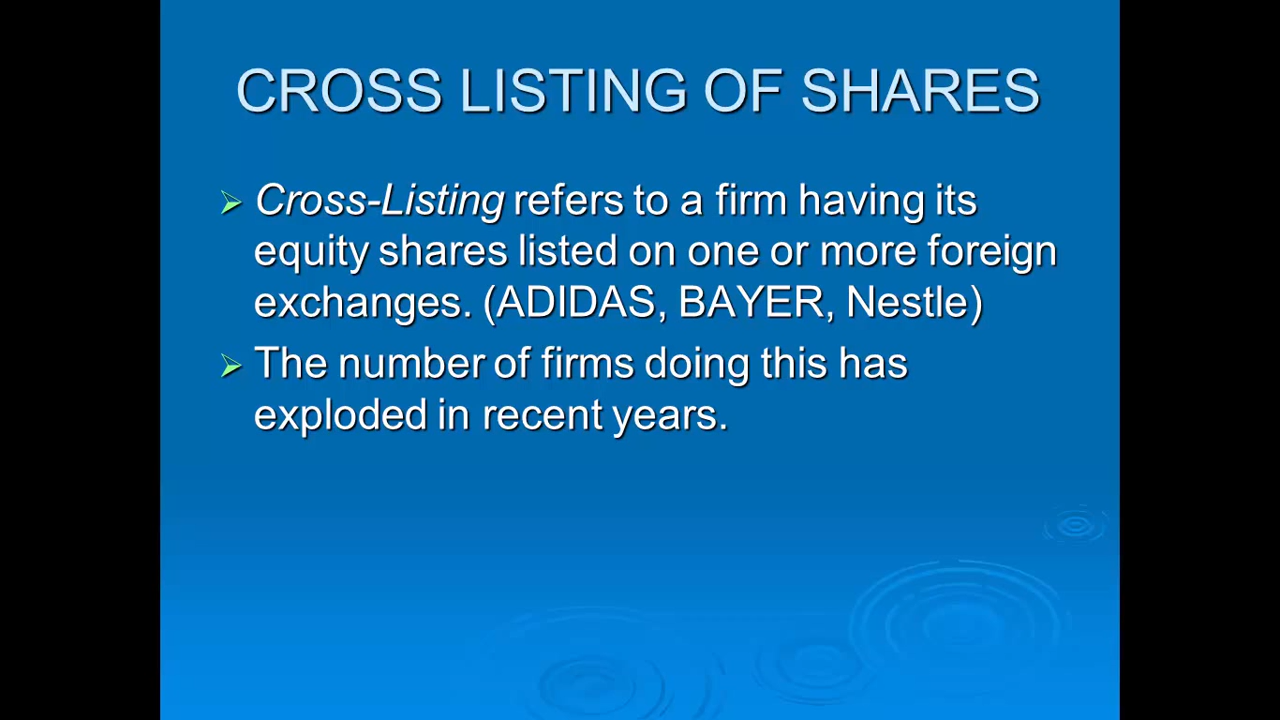 CROSS LISTING OF SHARES
Cross-Listing refers to a firm having its
equity shares listed on one or more foreign
exchanges. (ADIDAS, BAYER, Nestle)
The number of firms doing this has
exploded in recent years.